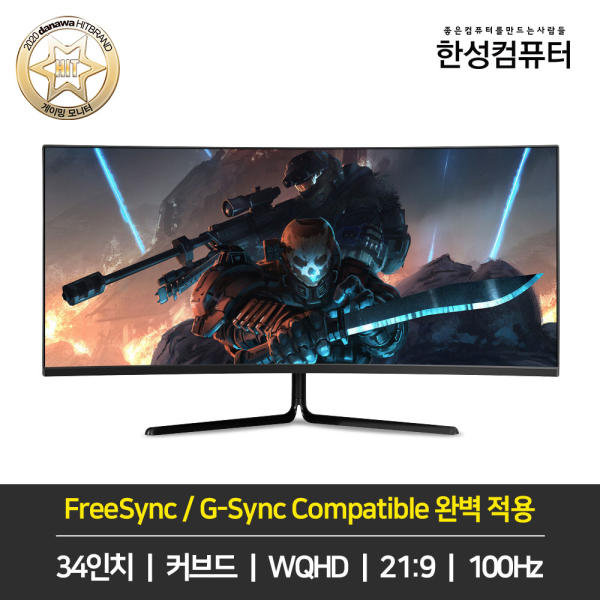 2020 danawa HITBRAND
HIT
게이밍 모니터
좋은컴퓨터를만드는사람들
한성컴퓨터
FreeSync / G-Sync Compatible 완벽 적용
34인치 | 커브드 | WQHD | 21:9 | 100Hz